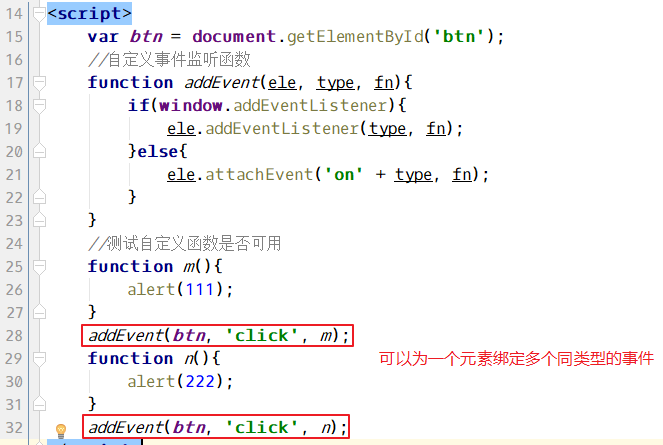 14 <script>
15 var btn = document.getElementById('btn');
16 //自定义事件监听函数
17 function addEvent(ele, type, fn){
18 if(window.addEventListener){
19 ele.addEventListener(type, fn);
20 }else{
21 ele.attachEvent('on' + type, fn);
22 }
23 }
24 //测试自定义函数是否可用
25 function m(){
26 alert(111);
27 }
28 addEvent(btn, 'click', m);
29 function n(){ 可以为一个元素绑定多个同类型的事件
30 alert(222);
31 }
32 addEvent(btn, 'click', n);